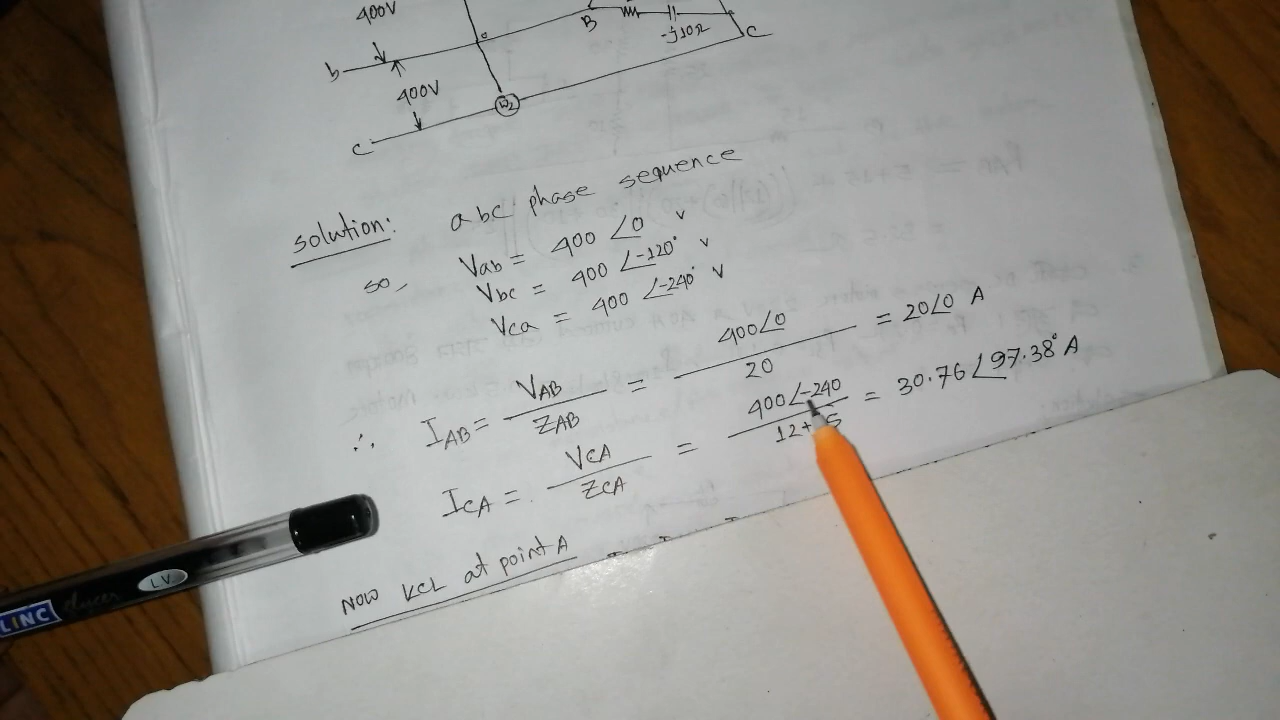 400V
B
-j10Ω
C
b
400V
W2
C
solution: abc phase sequence
so, Vab = 400 ∠0 V
Vbc = 400 ∠-120° V
Vca = 400 ∠-240° V
∴ IAB = VAB / ZAB = 400∠0 / 20 = 20∠0 A
ICA = VCA / ZCA = 400∠-240 / 12+ 5 = 30.76 ∠97.38° A
NOW KCL at point A
LINC
L.V.